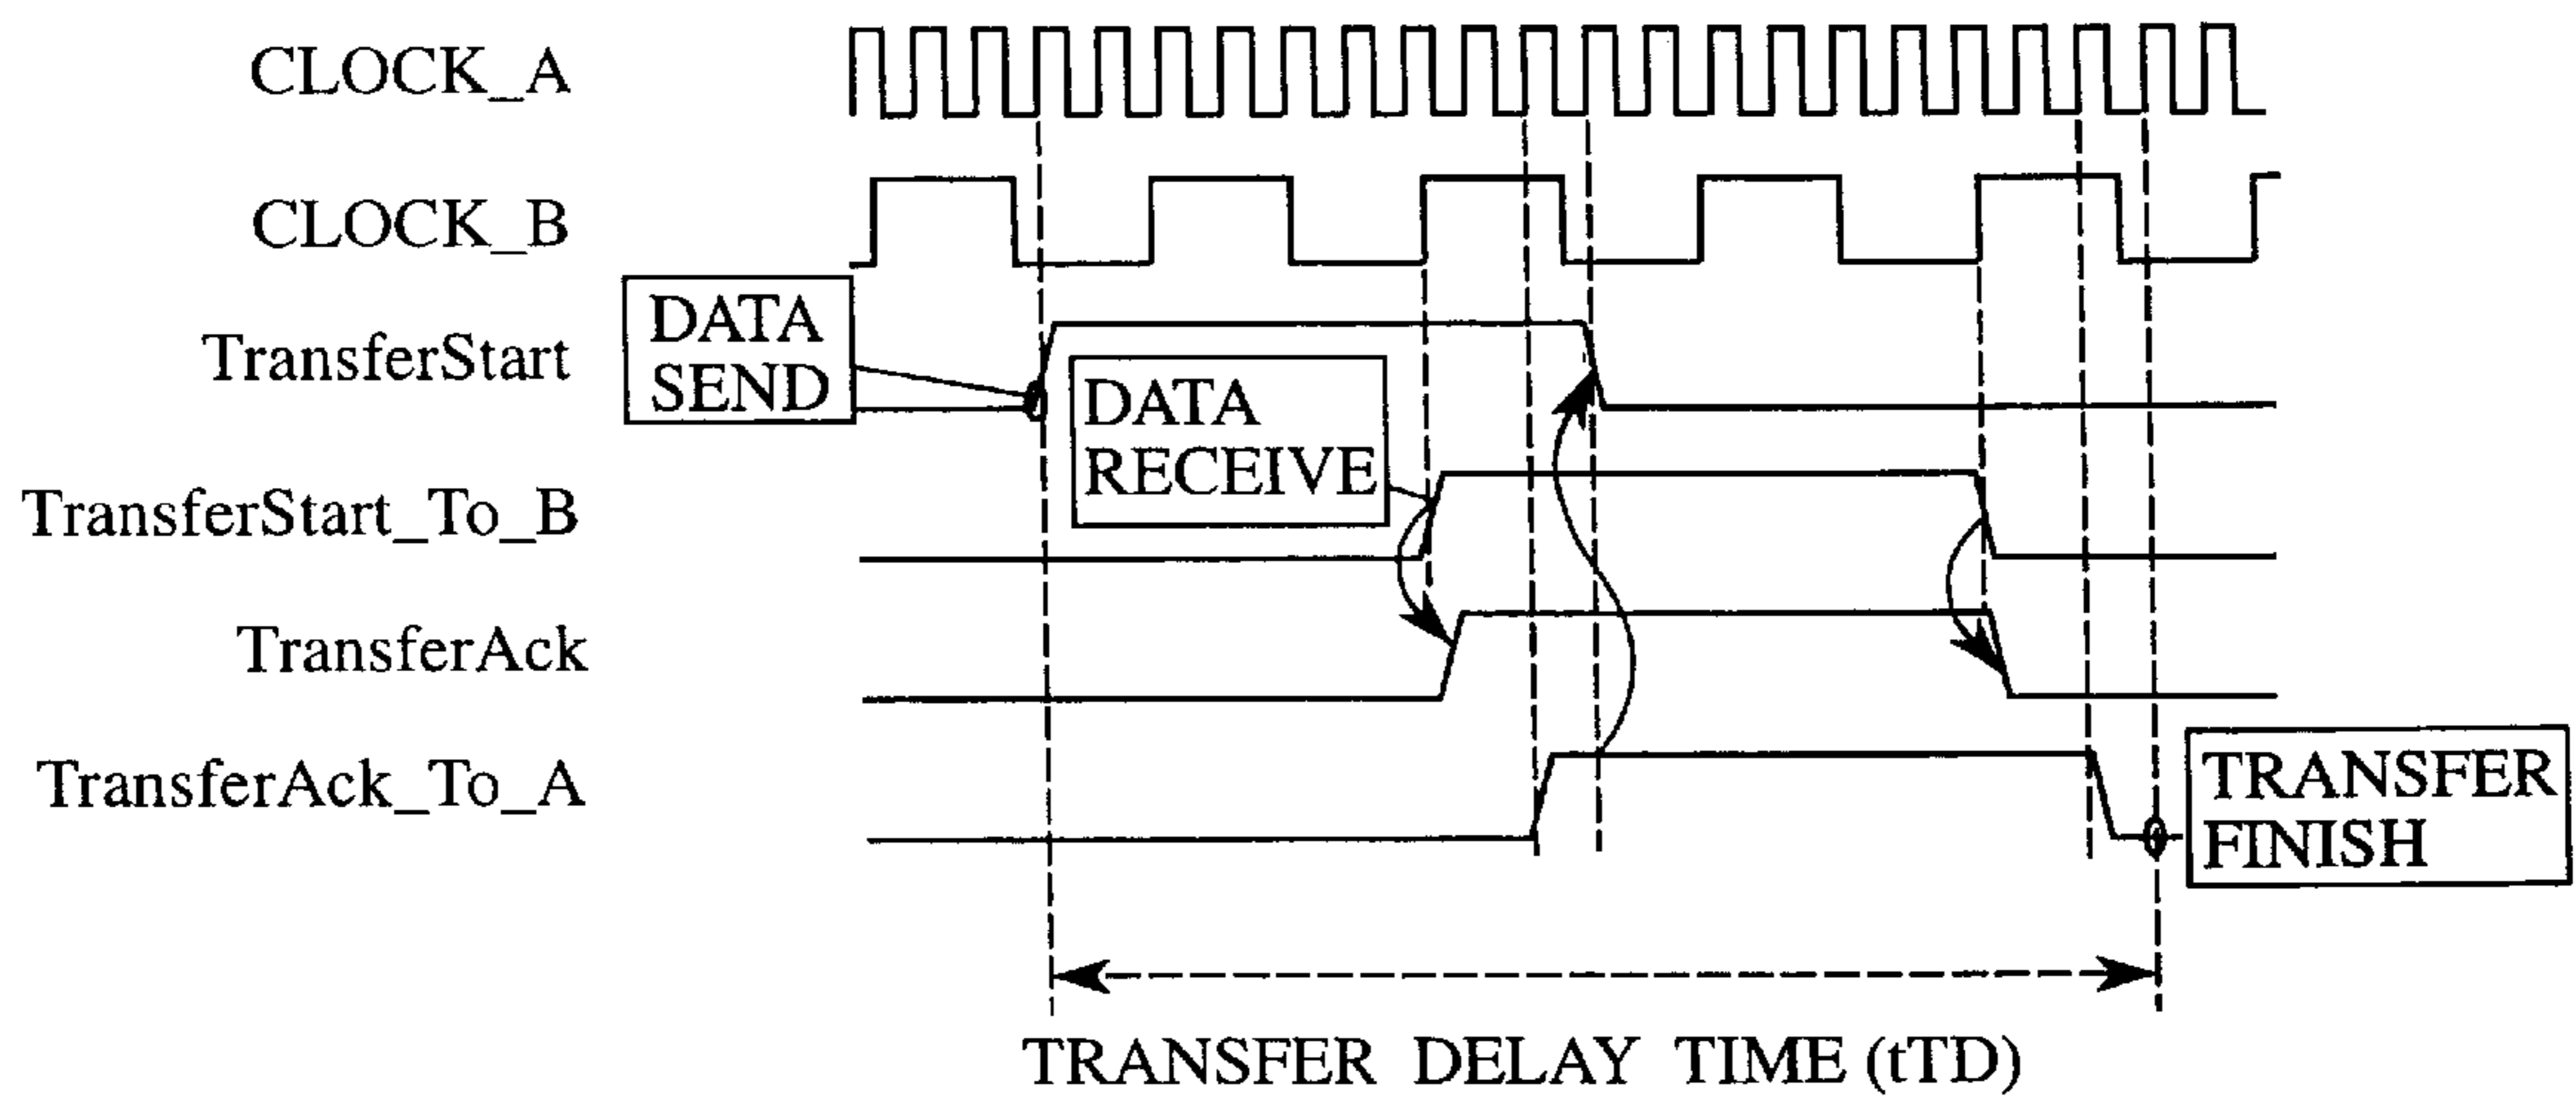 CLOCK_A
CLOCK_B
DATA
SEND
TransferStart
DATA
RECEIVE
TransferStart_To_B
TransferAck
TransferAck_To_A
TRANSFER
FINISH
TRANSFER DELAY TIME (tTD)